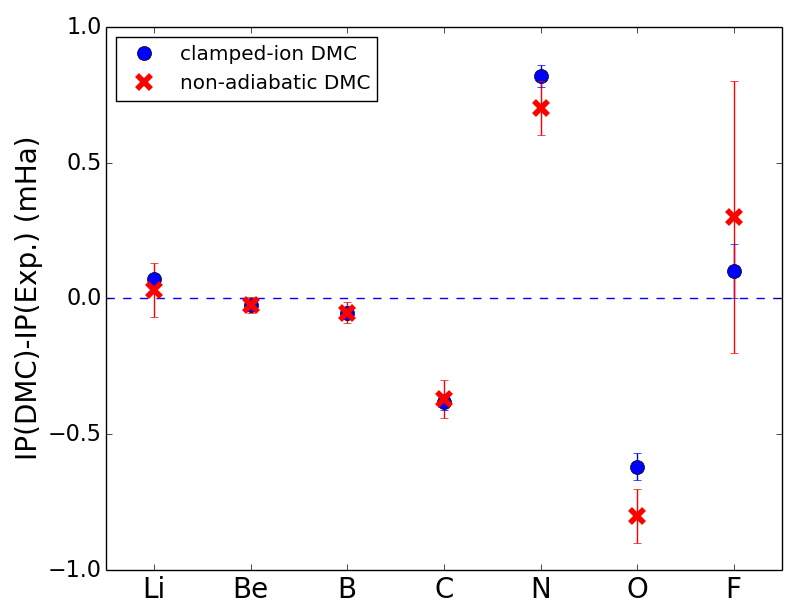 1.0
clamped-ion DMC
non-adiabatic DMC
0.5
IP(DMC)-IP(Exp.) (mHa)
0.0
−0.5
−1.0
Li Be B C N O F